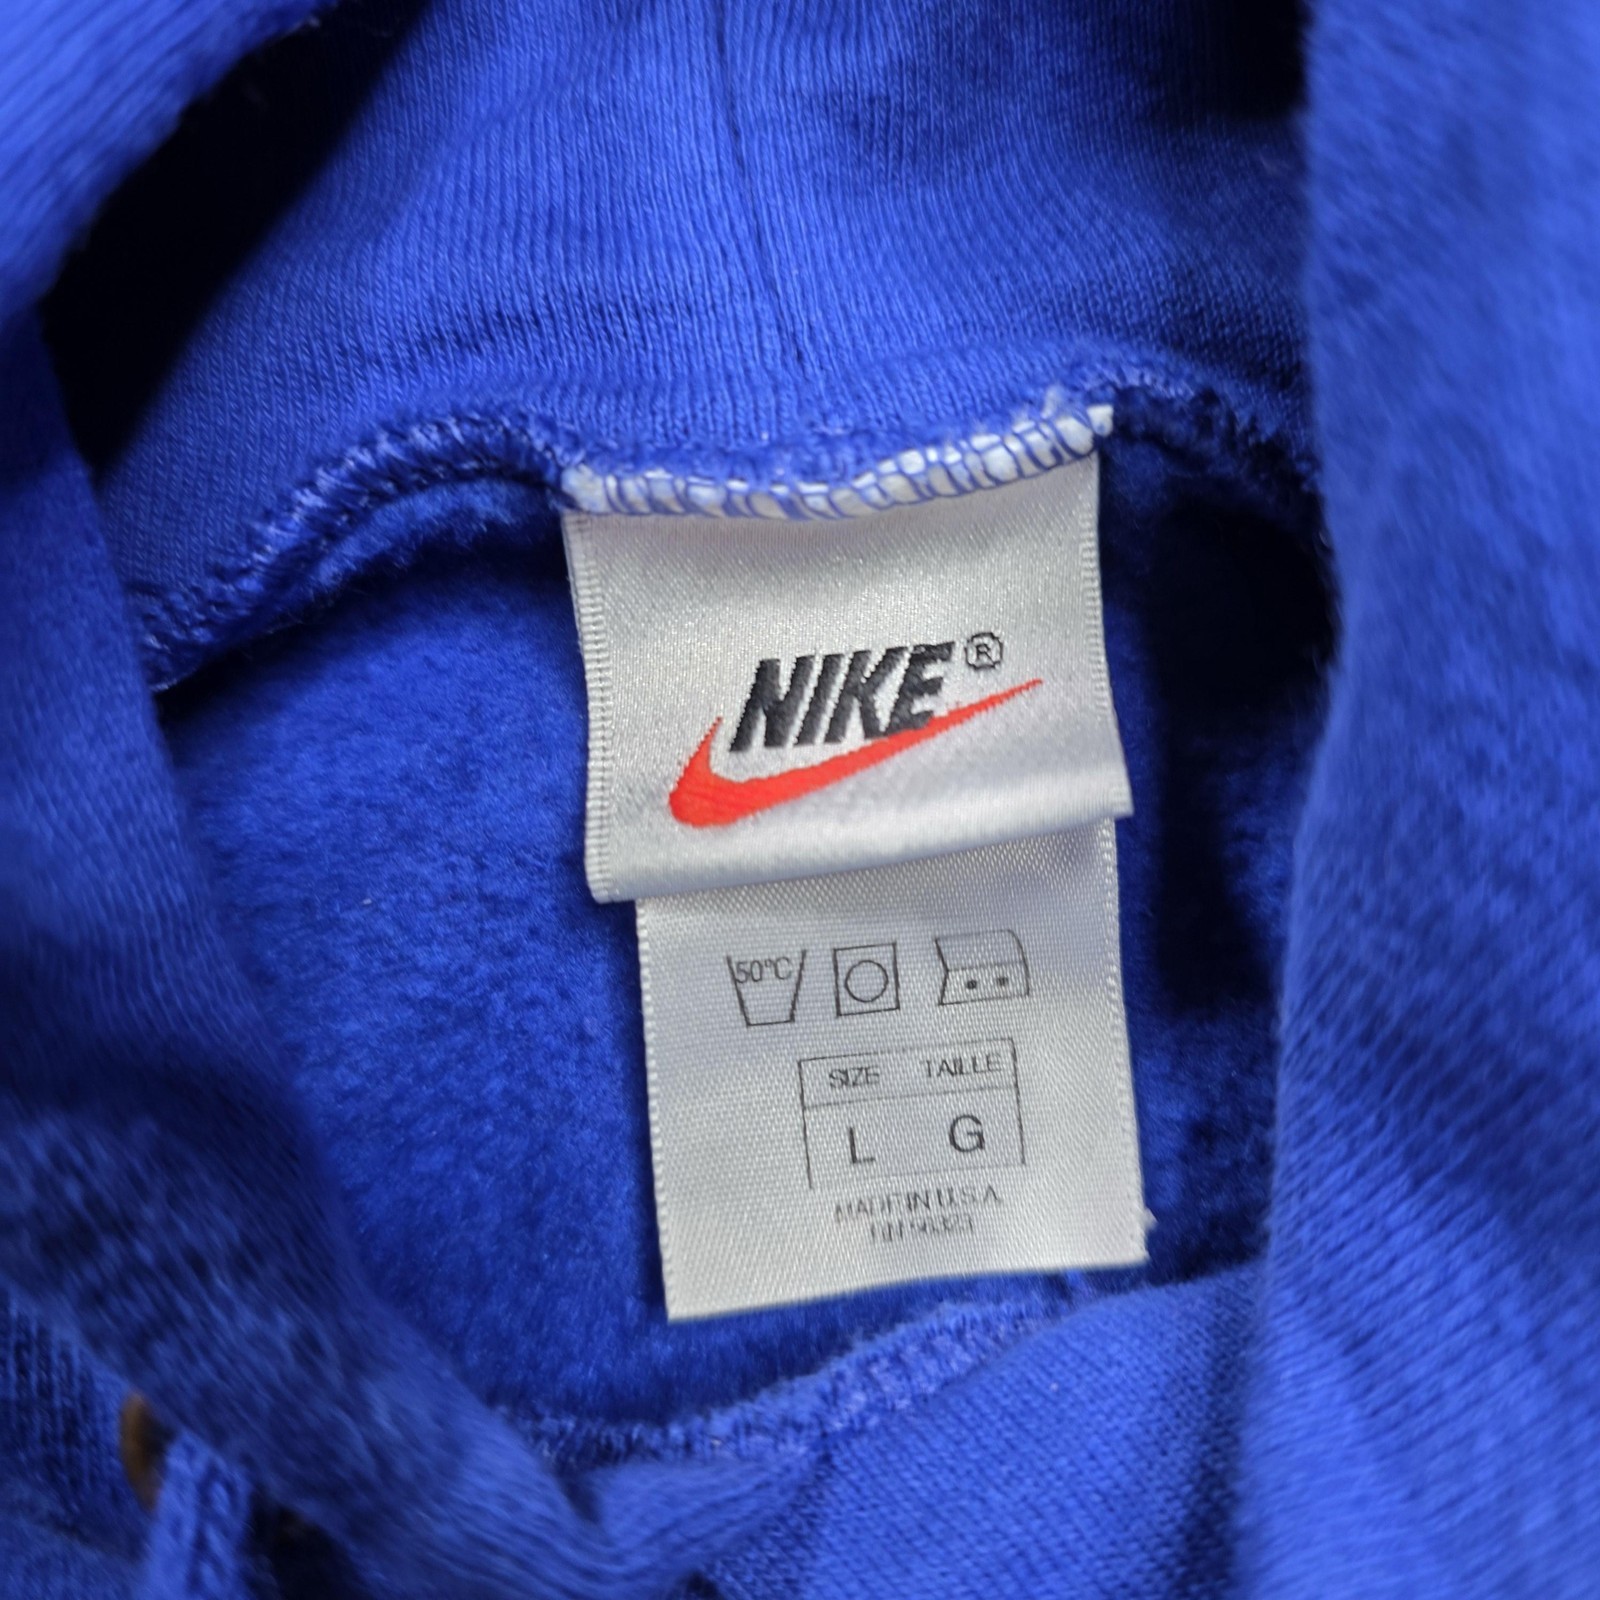 NIKE®
50°C
SIZE TAILLE
L G
MADE IN U.S.A.